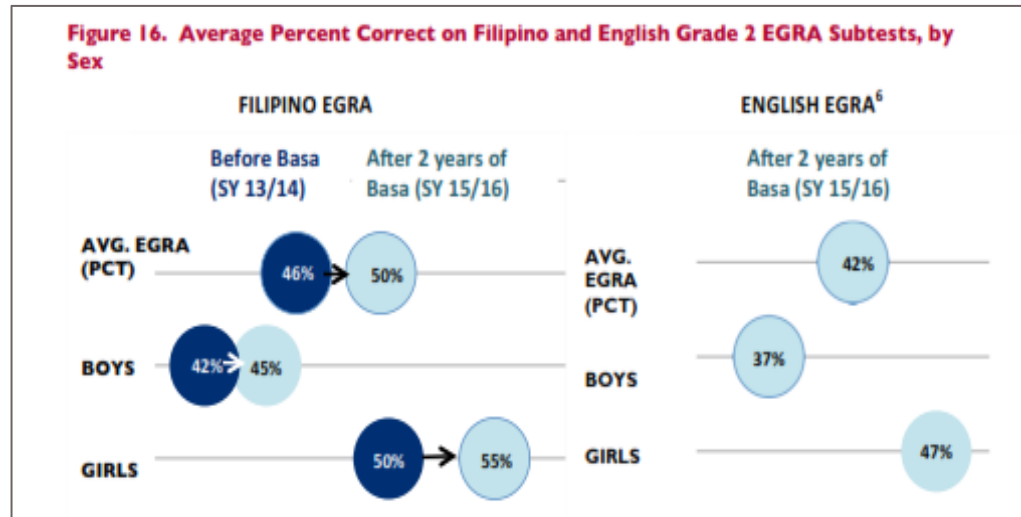 Figure 16. Average Percent Correct on Filipino and English Grade 2 EGRA Subtests, by
Sex
FILIPINO EGRA
Before Basa
(SY 13/14)
After 2 years of
Basa (SY 15/16)
AVG. EGRA
(PCT)
46%
50%
BOYS
42%
45%
GIRLS
50%
55%
ENGLISH EGRA6
After 2 years of
Basa (SY 15/16)
AVG.
EGRA
(PCT)
42%
BOYS
37%
GIRLS
47%